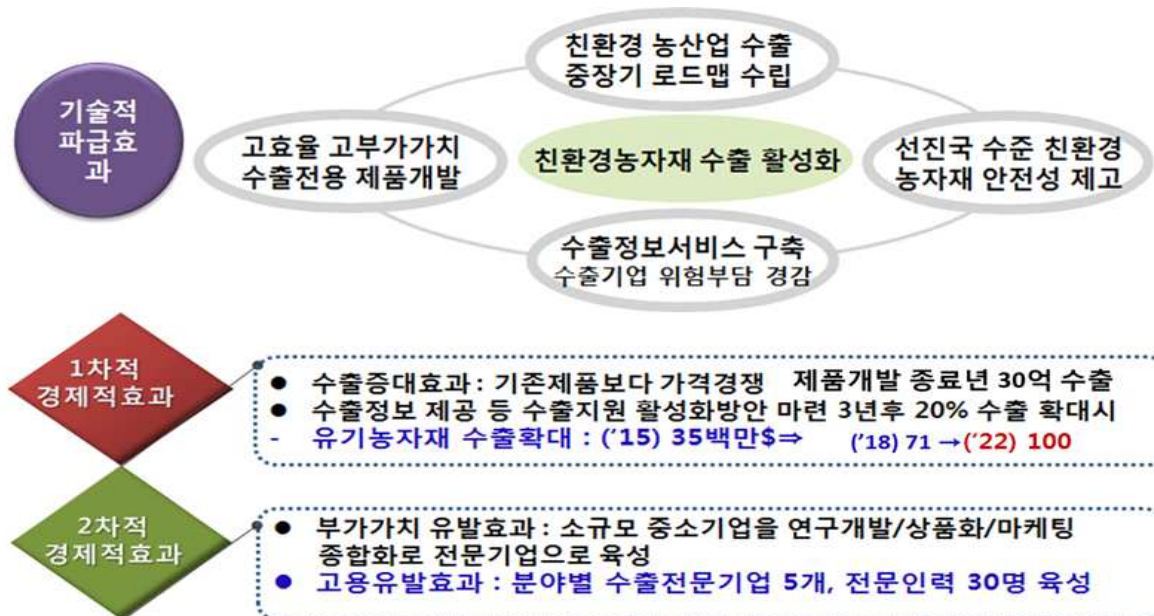 기술적
파급효
과
친환경 농산업 수출
중장기 로드맵 수립
고효율 고부가가치
수출전용 제품개발
친환경농자재 수출 활성화
선진국 수준 친환경
농자재 안전성 제고
수출정보서비스 구축
수출기업 위험부담 경감
1차적
경제적효과
● 수출증대효과 : 기존제품보다 가격경쟁 제품개발 종료년 30억 수출
● 수출정보 제공 등 수출지원 활성화방안 마련 3년후 20% 수출 확대시
- 유기농자재 수출확대 : (’15) 35백만$⇒ (’18) 71 →(’22) 100
2차적
경제적효과
● 부가가치 유발효과 : 소규모 중소기업을 연구개발/상품화/마케팅
종합화로 전문기업으로 육성
● 고용유발효과 : 분야별 수출전문기업 5개, 전문인력 30명 육성